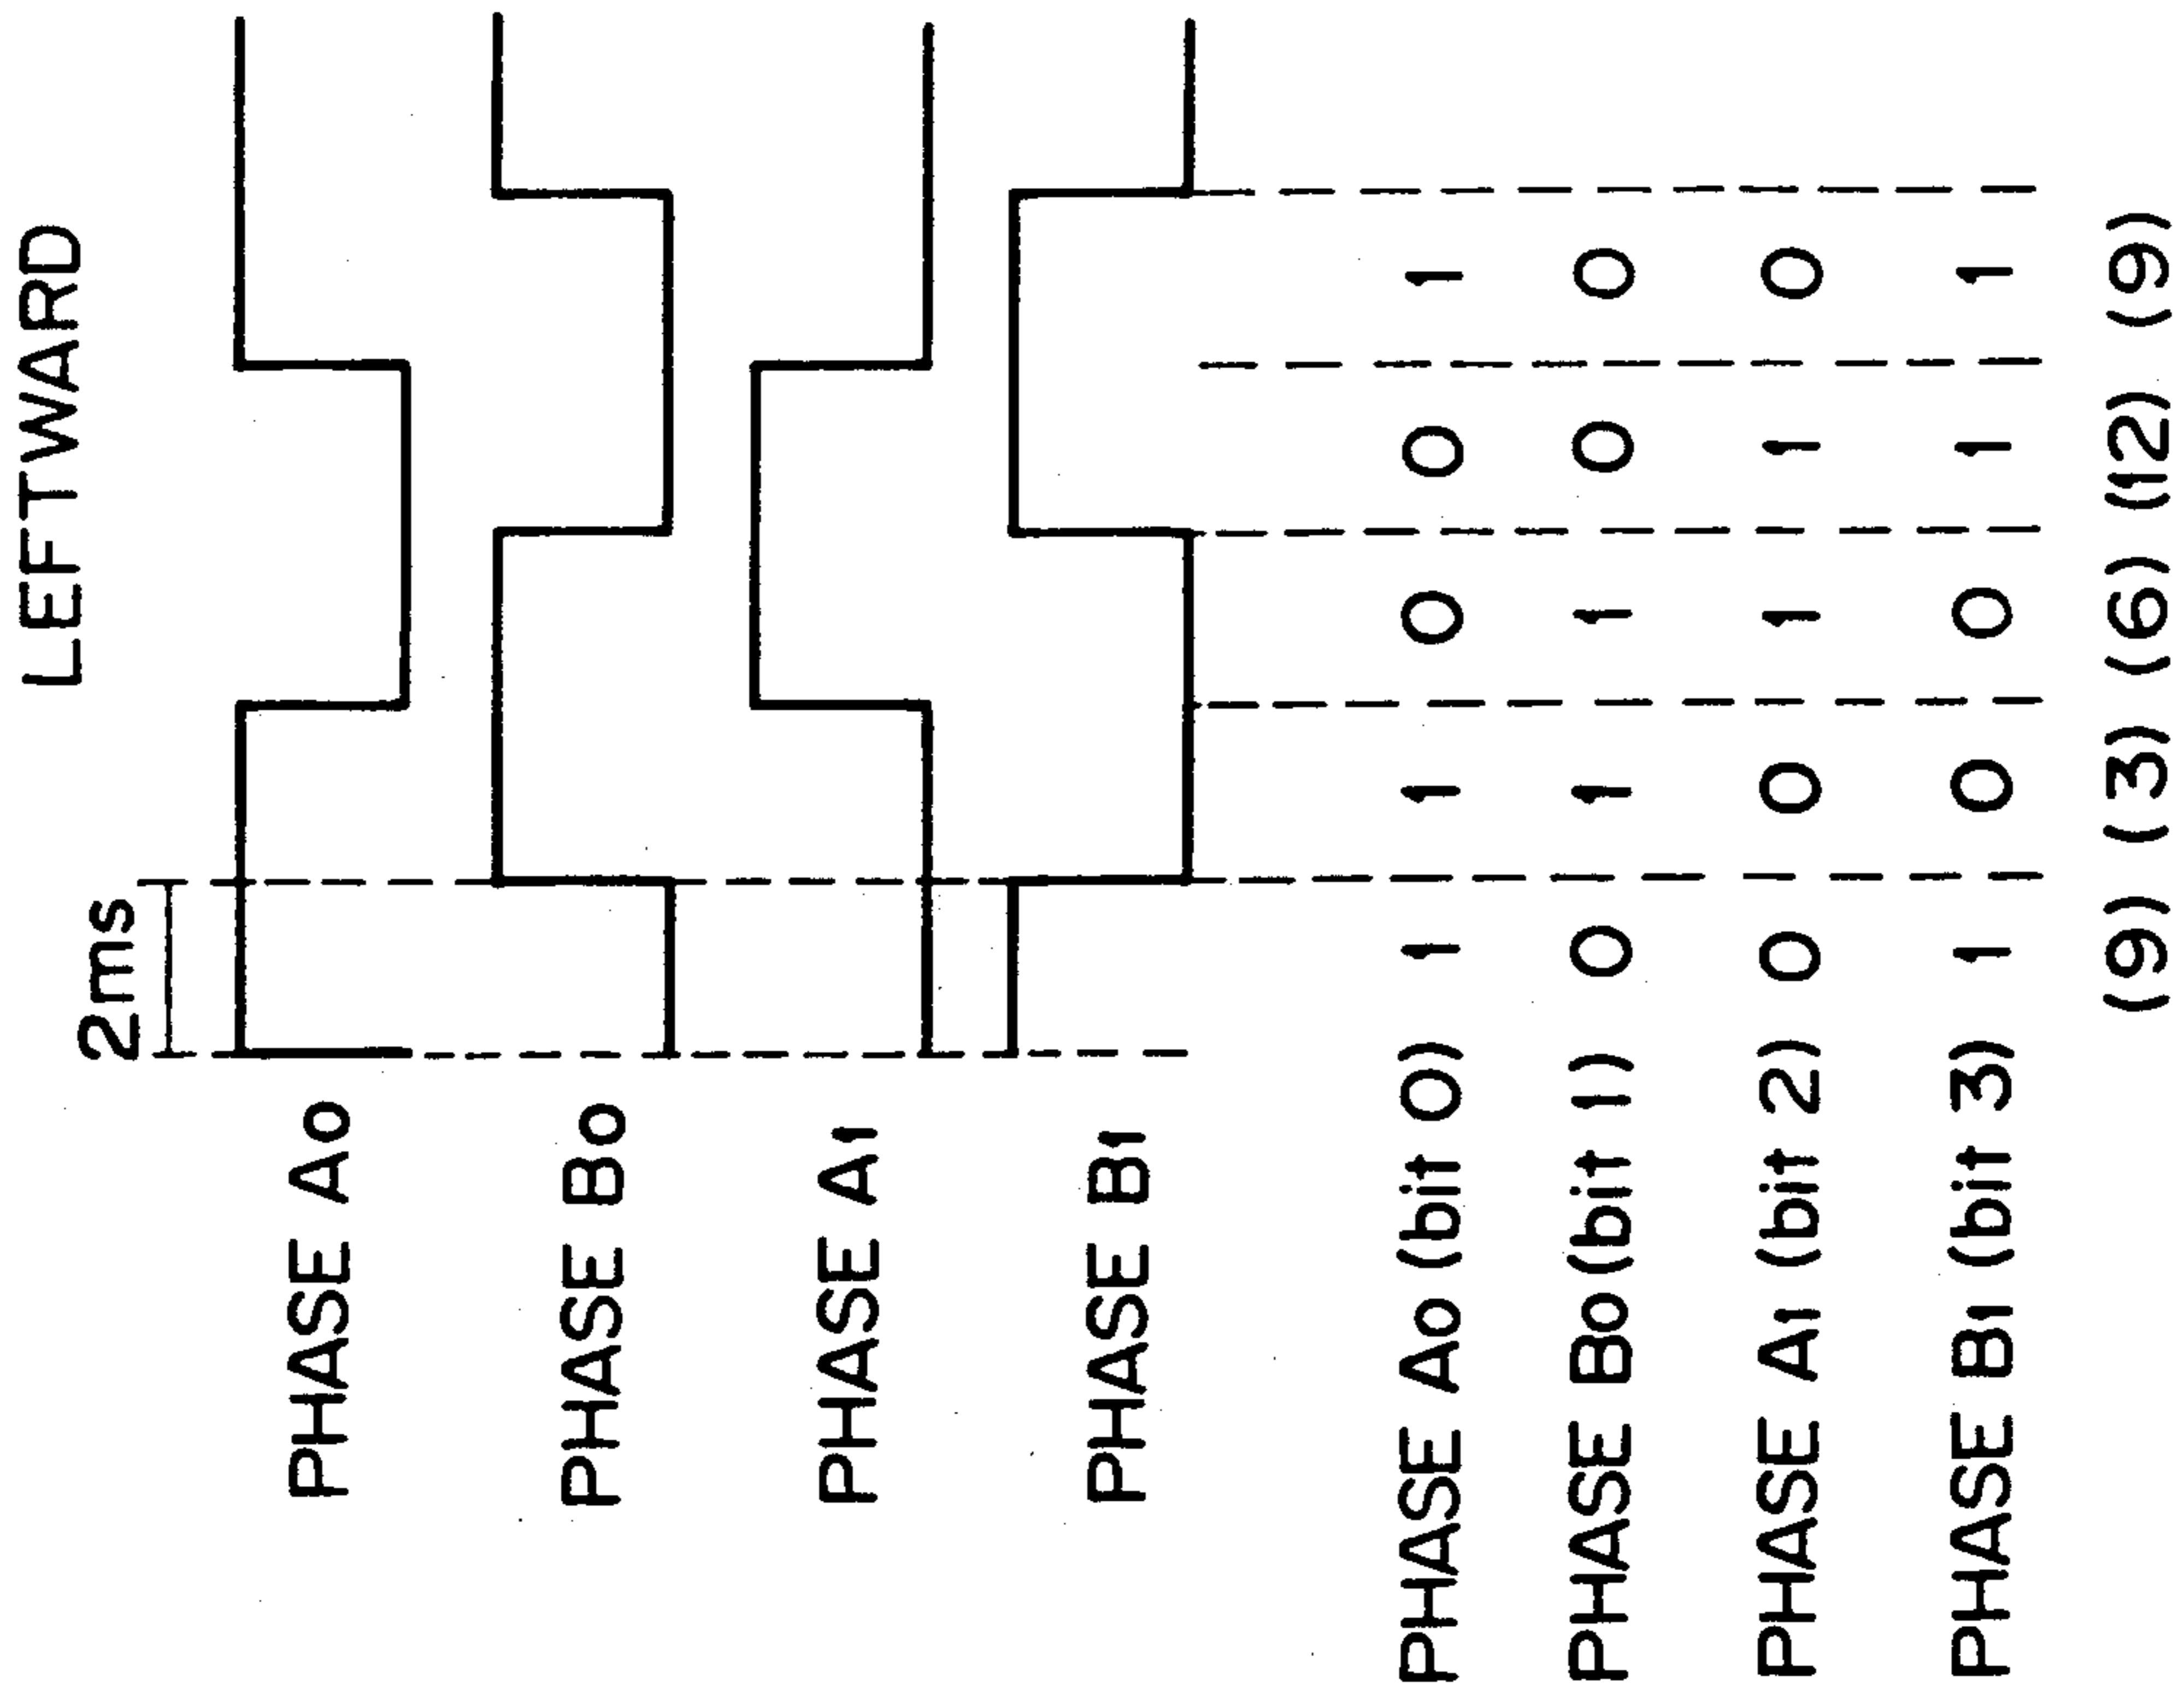 LEFTWARD
2ms
PHASE A0
PHASE B0
PHASE A1
PHASE B1
PHASE A0 (bit 0) 1 1 0 0 1
PHASE B0 (bit 1) 0 1 1 0 0
PHASE A1 (bit 2) 0 0 1 1 0
PHASE B1 (bit 3) 1 0 0 1 1
(9) (3) (6) (12) (9)